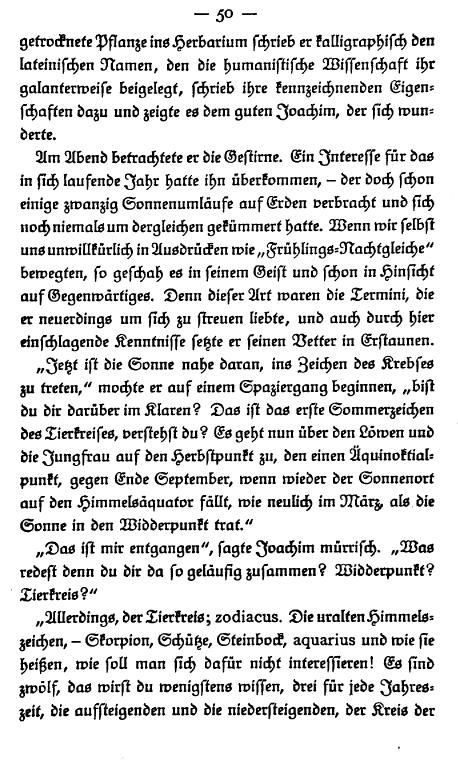 — 50 —
getrocknete Pflanze ins Herbarium schrieb er kalligraphisch den
lateinischen Namen, den die humanistische Wissenschaft ihr
galanterweise beigelegt, schrieb ihre kennzeichnenden Eigen-
schaften dazu und zeigte es dem guten Joachim, der sich wun-
derte.
Am Abend betrachtete er die Gestirne. Ein Interesse für das
in sich laufende Jahr hatte ihn überkommen, – der doch schon
einige zwanzig Sonnenumläufe auf Erden verbracht und sich
noch niemals um dergleichen gekümmert hatte. Wenn wir selbst
uns unwillkürlich in Ausdrücken wie „Frühlings-Nachtgleiche“
bewegten, so geschah es in seinem Geist und schon in Hinsicht
auf Gegenwärtiges. Denn dieser Art waren die Termini, die
er neuerdings um sich zu streuen liebte, und auch durch hier
einschlagende Kenntnisse setzte er seinen Vetter in Erstaunen.
„Jetzt ist die Sonne nahe daran, ins Zeichen des Krebses
zu treten,“ mochte er auf einem Spaziergang beginnen, „bist
du dir darüber im Klaren? Das ist das erste Sommerzeichen
des Tierkreises, verstehst du? Es geht nun über den Löwen und
die Jungfrau auf den Herbstpunkt zu, den einen Äquinoktial-
punkt, gegen Ende September, wenn wieder der Sonnenort
auf den Himmelsäquator fällt, wie neulich im März, als die
Sonne in den Widderpunkt trat.“
„Das ist mir entgangen“, sagte Joachim mürrisch. „Was
redest denn du dir da so geläufig zusammen? Widderpunkt?
Tierkreis?“
„Allerdings, der Tierkreis; zodiacus. Die uralten Himmels-
zeichen, – Skorpion, Schütze, Steinbock, aquarius und wie sie
heißen, wie soll man sich dafür nicht interessieren! Es sind
zwölf, das wirst du wenigstens wissen, drei für jede Jahres-
zeit, die aufsteigenden und die niedersteigenden, der Kreis der